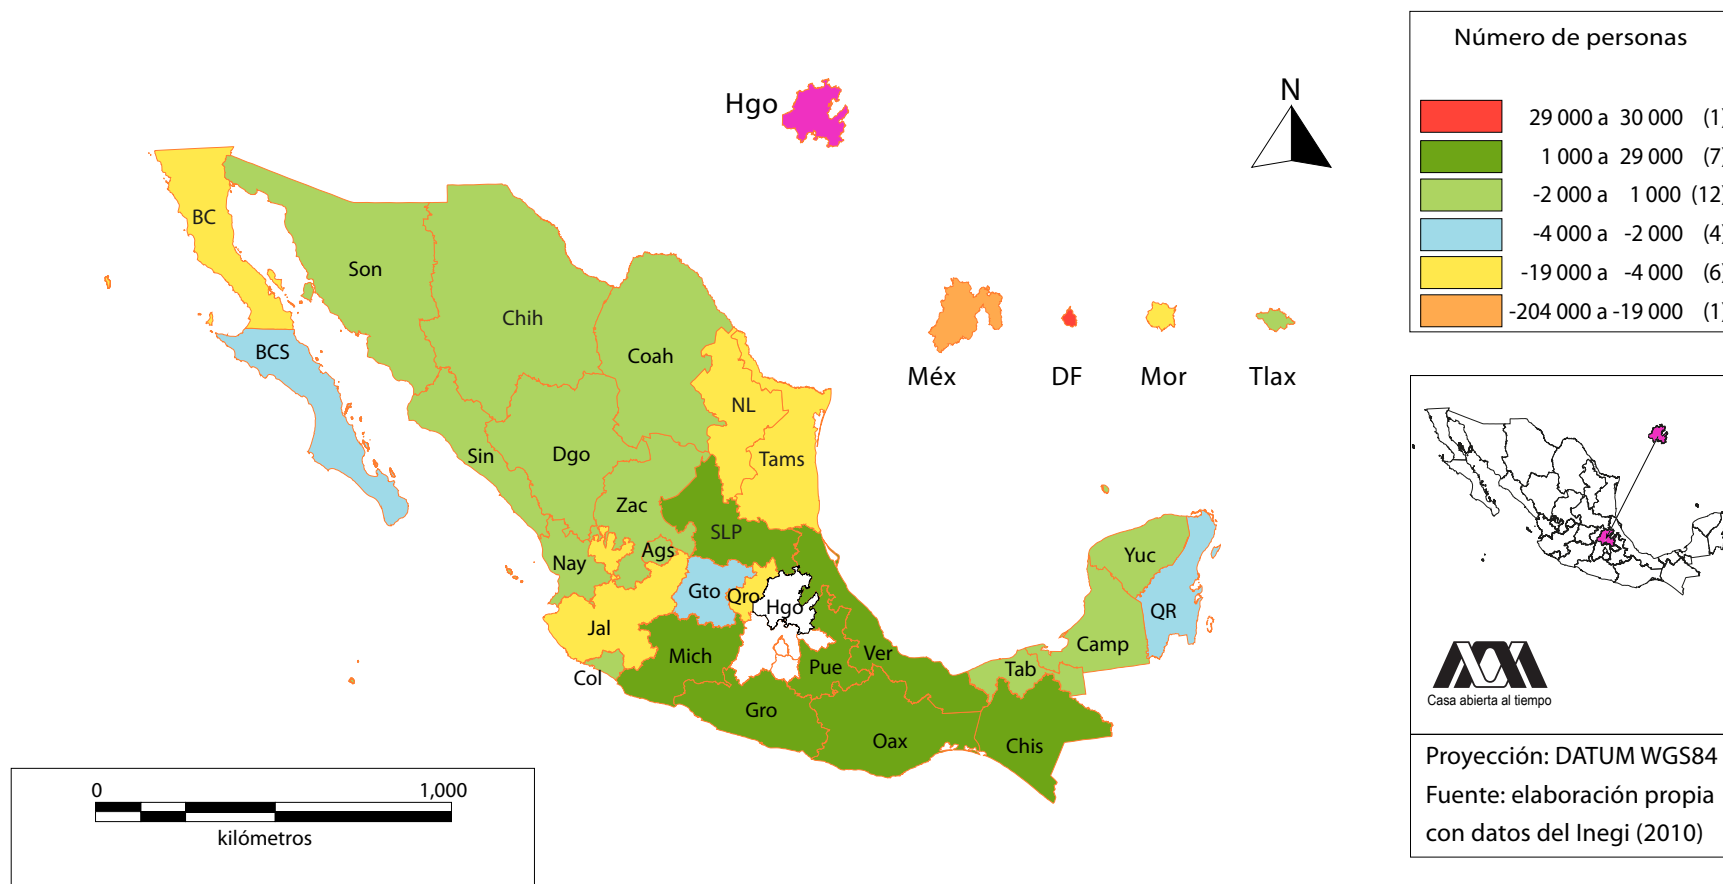 Hgo
N
BC
Son
Chih
Coah
BCS
NL
Sin
Dgo
Tams
Zac
SLP
Nay
Ags
Gto
Qro
Hgo
Jal
Mich
Pue
Ver
Col
Gro
Oax
Chis
Tab
Camp
Yuc
QR
Méx
DF
Mor
Tlax
0 1,000
kilómetros
Número de personas
29 000 a 30 000 (1)
1 000 a 29 000 (7)
-2 000 a 1 000 (12)
-4 000 a -2 000 (4)
-19 000 a -4 000 (6)
-204 000 a -19 000 (1)
Casa abierta al tiempo
Proyección: DATUM WGS84
Fuente: elaboración propia
con datos del Inegi (2010)